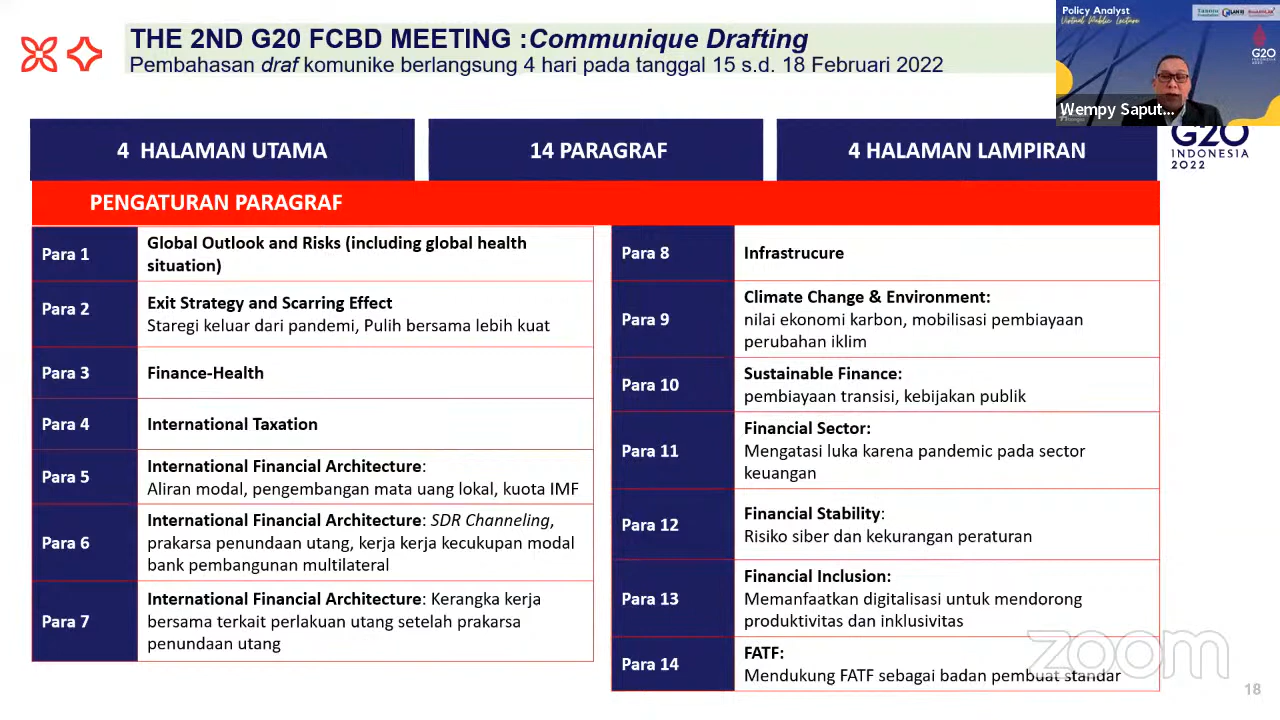 THE 2ND G20 FCBD MEETING :Communique Drafting
Pembahasan draf komunike berlangsung 4 hari pada tanggal 15 s.d. 18 Februari 2022
Policy Analyst
Virtual Public Lecture
G20
Wempy Saput...
G20
INDONESIA
2022
4 HALAMAN UTAMA
14 PARAGRAF
4 HALAMAN LAMPIRAN
PENGATURAN PARAGRAF
Para 1
Global Outlook and Risks (including global health
situation)
Para 2
Exit Strategy and Scarring Effect
Staregi keluar dari pandemi, Pulih bersama lebih kuat
Para 3
Finance-Health
Para 4
International Taxation
Para 5
International Financial Architecture:
Aliran modal, pengembangan mata uang lokal, kuota IMF
Para 6
International Financial Architecture: SDR Channeling,
prakarsa penundaan utang, kerja kerja kecukupan modal
bank pembangunan multilateral
Para 7
International Financial Architecture: Kerangka kerja
bersama terkait perlakuan utang setelah prakarsa
penundaan utang
Para 8
Infrastrucure
Para 9
Climate Change & Environment:
nilai ekonomi karbon, mobilisasi pembiayaan
perubahan iklim
Para 10
Sustainable Finance:
pembiayaan transisi, kebijakan publik
Para 11
Financial Sector:
Mengatasi luka karena pandemic pada sector
keuangan
Para 12
Financial Stability:
Risiko siber dan kekurangan peraturan
Para 13
Financial Inclusion:
Memanfaatkan digitalisasi untuk mendorong
produktivitas dan inklusivitas
Para 14
FATF:
Mendukung FATF sebagai badan pembuat standar
zoom
18